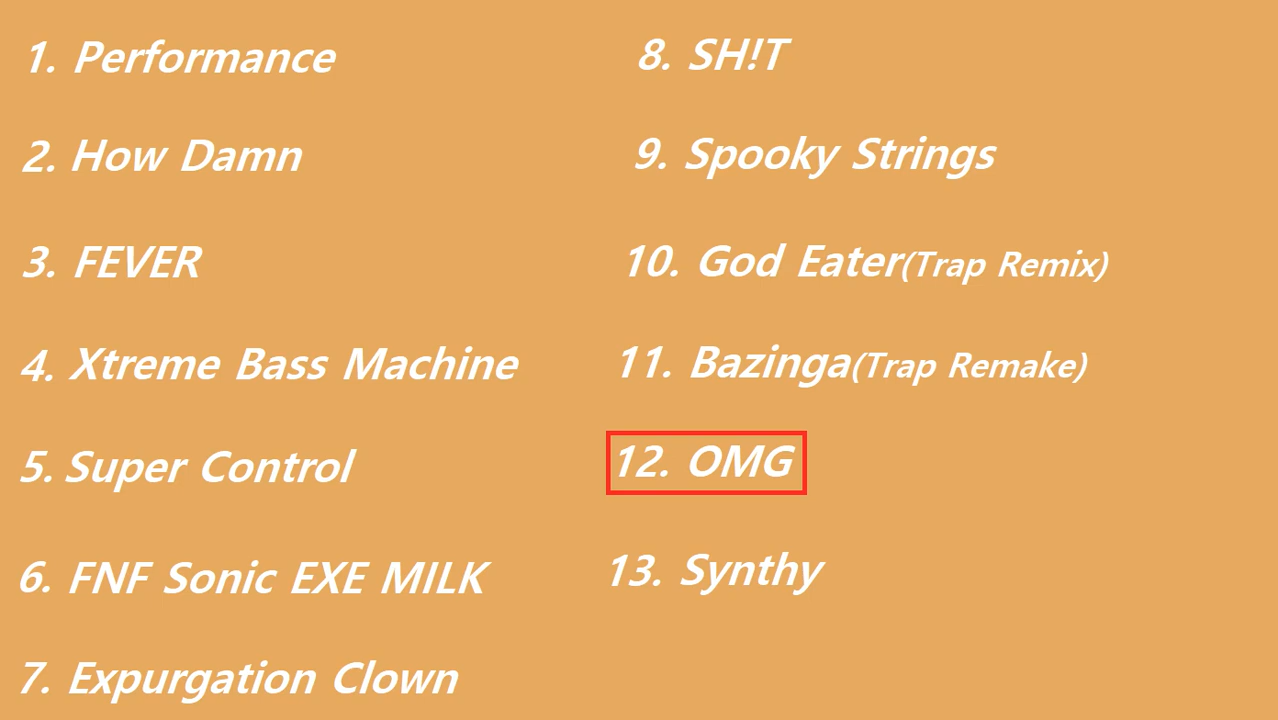 1. Performance
2. How Damn
3. FEVER
4. Xtreme Bass Machine
5. Super Control
6. FNF Sonic EXE MILK
7. Expurgation Clown
8. SH!T
9. Spooky Strings
10. God Eater(Trap Remix)
11. Bazinga(Trap Remake)
12. OMG
13. Synthy